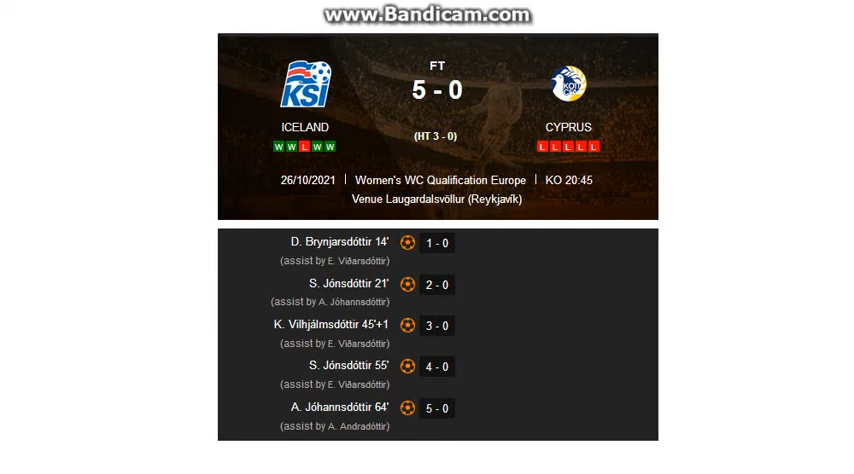 www.Bandicam.com
FT
5 - 0
KSÍ
ICELAND
CYPRUS
(HT 3 - 0)
W W L W W
L L L L L
26/10/2021 | Women's WC Qualification Europe | KO 20:45
Venue Laugardalsvöllur (Reykjavík)
D. Brynjarsdóttir 14' 1 - 0
(assist by E. Viðarsdóttir)
S. Jónsdóttir 21' 2 - 0
(assist by A. Jóhannsdóttir)
K. Vilhjálmsdóttir 45'+1 3 - 0
(assist by E. Viðarsdóttir)
S. Jónsdóttir 55' 4 - 0
(assist by E. Viðarsdóttir)
A. Jóhannsdóttir 64' 5 - 0
(assist by A. Andradóttir)